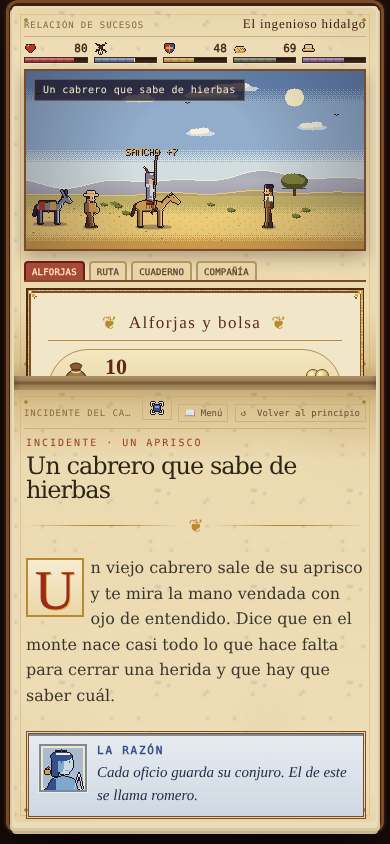 RELACIÓN DE SUCESOS
El ingenioso hidalgo
80
48
69
Un cabrero que sabe de hierbas
SANCHO +7
ALFORJAS
RUTA
CUADERNO
COMPAÑÍA
Alforjas y bolsa
10
INCIDENTE DEL CA…
Menú
Volver al principio
INCIDENTE · UN APRISCO
Un cabrero que sabe de
hierbas
Un viejo cabrero sale de su aprisco
y te mira la mano vendada con
ojo de entendido. Dice que en el
monte nace casi todo lo que hace falta
para cerrar una herida y que hay que
saber cuál.
LA RAZÓN
Cada oficio guarda su conjuro. El de este
se llama romero.